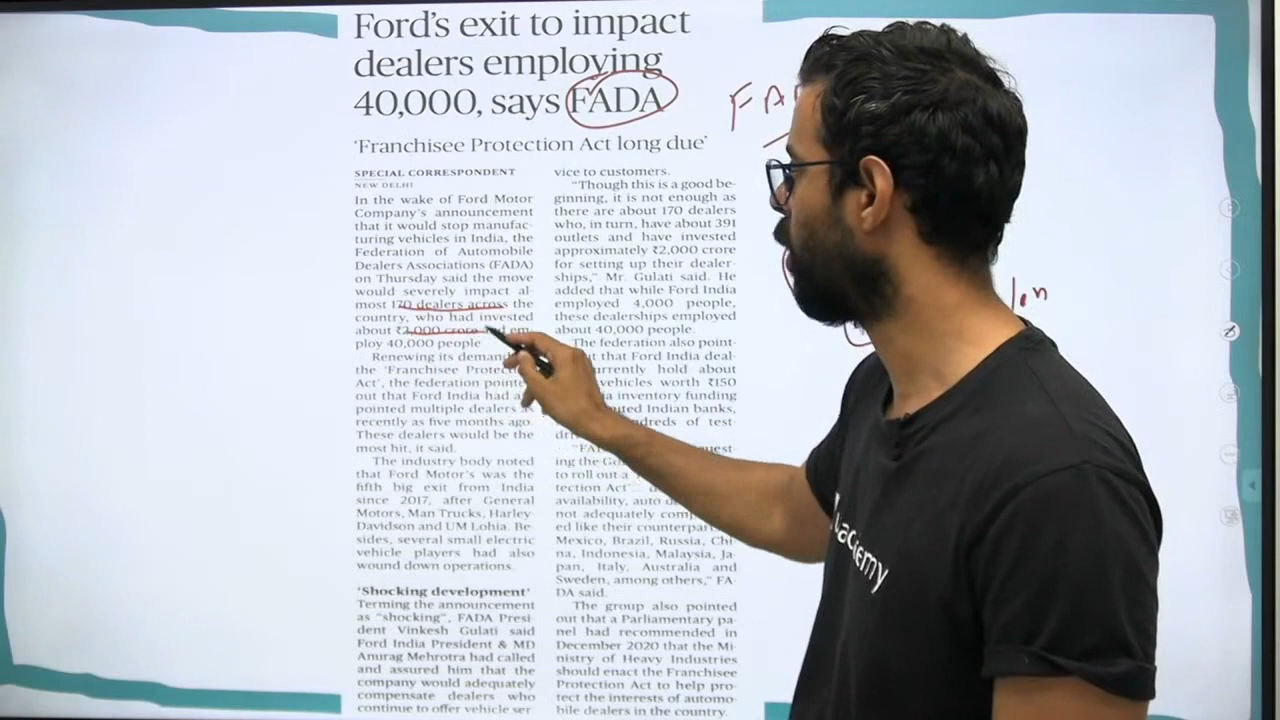 Ford's exit to impact
dealers employing
40,000, says FADA
'Franchisee Protection Act long due'
SPECIAL CORRESPONDENT
NEW DELHI
In the wake of Ford Motor
Company's announcement
that it would stop manufac-
turing vehicles in India, the
Federation of Automobile
Dealers Associations (FADA)
on Thursday said the move
would severely impact al-
most 170 dealers across the
country, who had invested
about ₹2,000 crore em-
ploy 40,000 people
Renewing its
the 'Franchisee
Act', the federation
out that Ford India had
pointed multiple dealers
recently as five months ago.
These dealers would be the
most hit, it said.
The industry body noted
that Ford Motor's was the
fifth big exit from India
since 2017, after General
Motors, Man Trucks, Harley
Davidson and UM Lohia. Be-
sides, several small electric
vehicle players had also
wound down operations.
'Shocking development'
Terming the announcement
as "shocking", FADA Presi-
dent Vinkesh Gulati said
Ford India President & MD
Anurag Mehrotra had called
and assured him that the
company would adequately
compensate dealers who
continue to offer vehicle ser-
vice to customers.
"Though this is a good be-
ginning, it is not enough as
there are about 170 dealers
who, in turn, have about 391
outlets and have invested
approximately ₹2,000 crore
for setting up their dealer-
ships," Mr. Gulati said. He
added that while Ford India
employed 4,000 people,
these dealerships employed
about 40,000 people.
The federation also point-
that Ford India deal-
currently hold about
vehicles worth ₹150
inventory funding
Indian banks,
hundreds of test-
ing the
to roll out a
tection Act'
availability, auto
not adequately
ed like their
Mexico, Brazil, Russia, Chi-
na, Indonesia, Malaysia, Ja-
pan, Italy, Australia and
Sweden, among others," FA-
DA said.
The group also pointed
out that a Parliamentary pa-
nel had recommended in
December 2020 that the Mi-
nistry of Heavy Industries
should enact the Franchisee
Protection Act to help pro-
tect the interests of automo-
bile dealers in the country.
FA